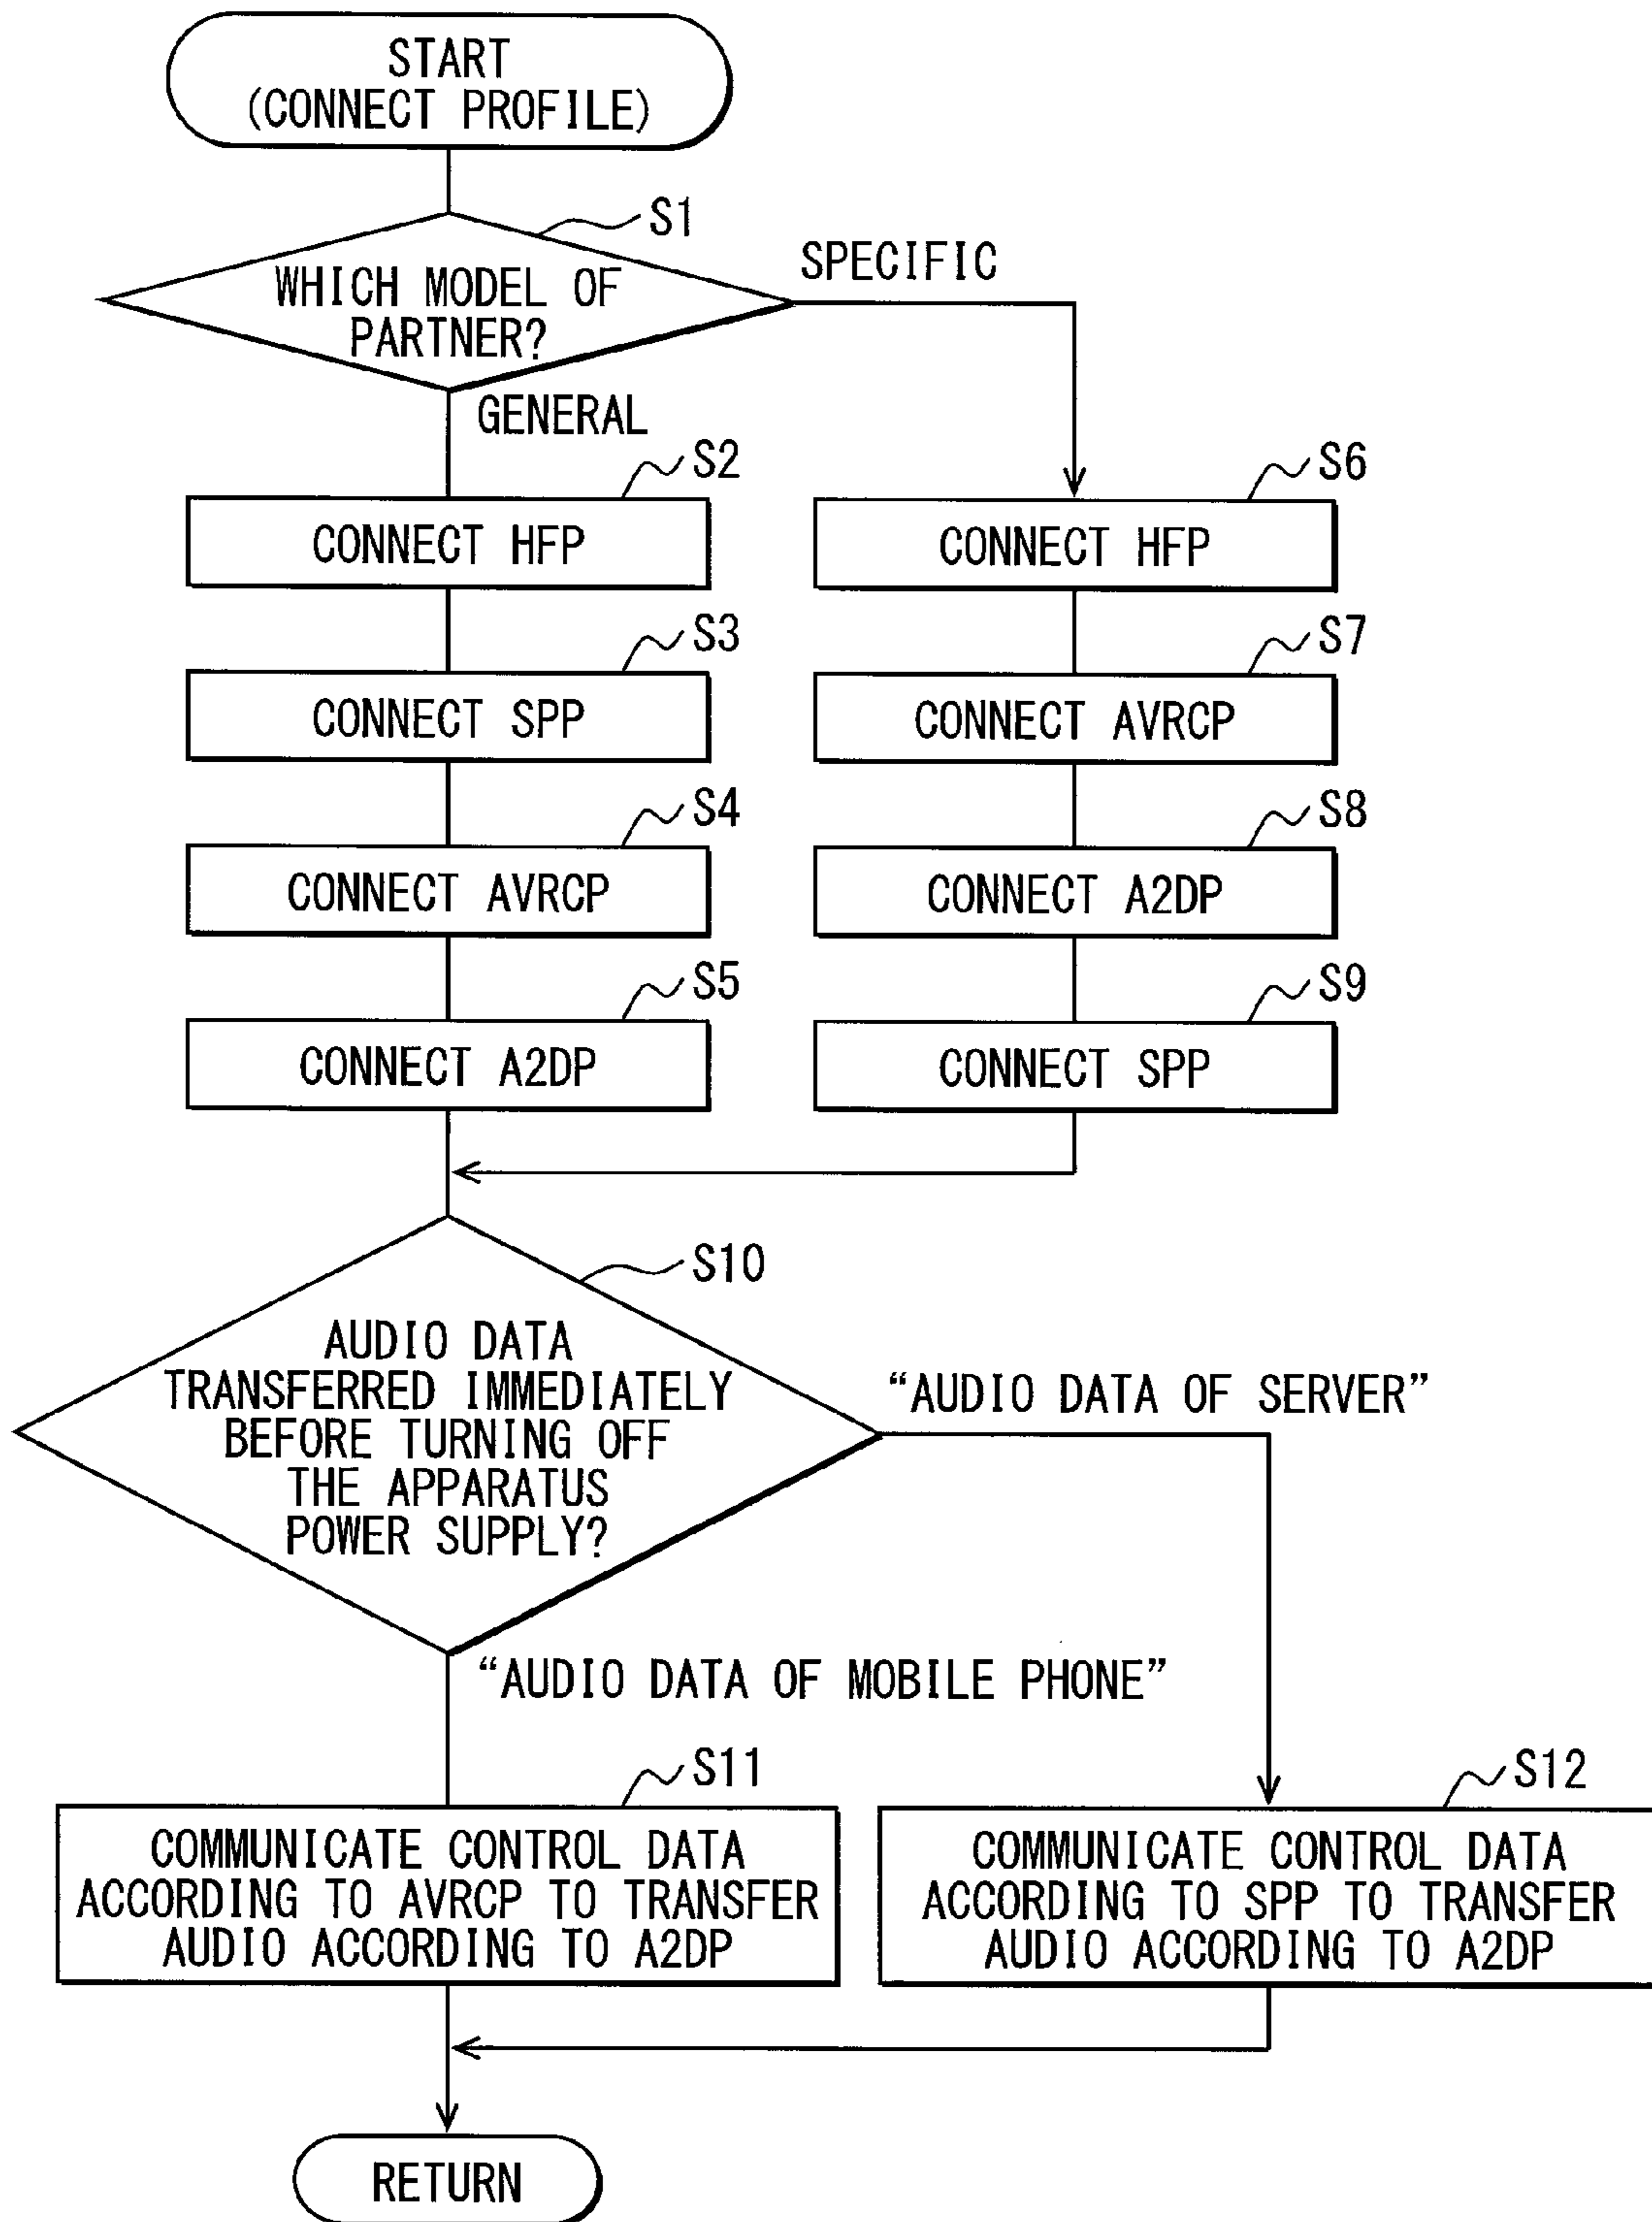 START
(CONNECT PROFILE)
S1
WHICH MODEL OF
PARTNER?
SPECIFIC
GENERAL
S2
CONNECT HFP
S3
CONNECT SPP
S4
CONNECT AVRCP
S5
CONNECT A2DP
S6
CONNECT HFP
S7
CONNECT AVRCP
S8
CONNECT A2DP
S9
CONNECT SPP
S10
AUDIO DATA
TRANSFERRED IMMEDIATELY
BEFORE TURNING OFF
THE APPARATUS
POWER SUPPLY?
“AUDIO DATA OF SERVER”
“AUDIO DATA OF MOBILE PHONE”
S11
COMMUNICATE CONTROL DATA
ACCORDING TO AVRCP TO TRANSFER
AUDIO ACCORDING TO A2DP
S12
COMMUNICATE CONTROL DATA
ACCORDING TO SPP TO TRANSFER
AUDIO ACCORDING TO A2DP
RETURN